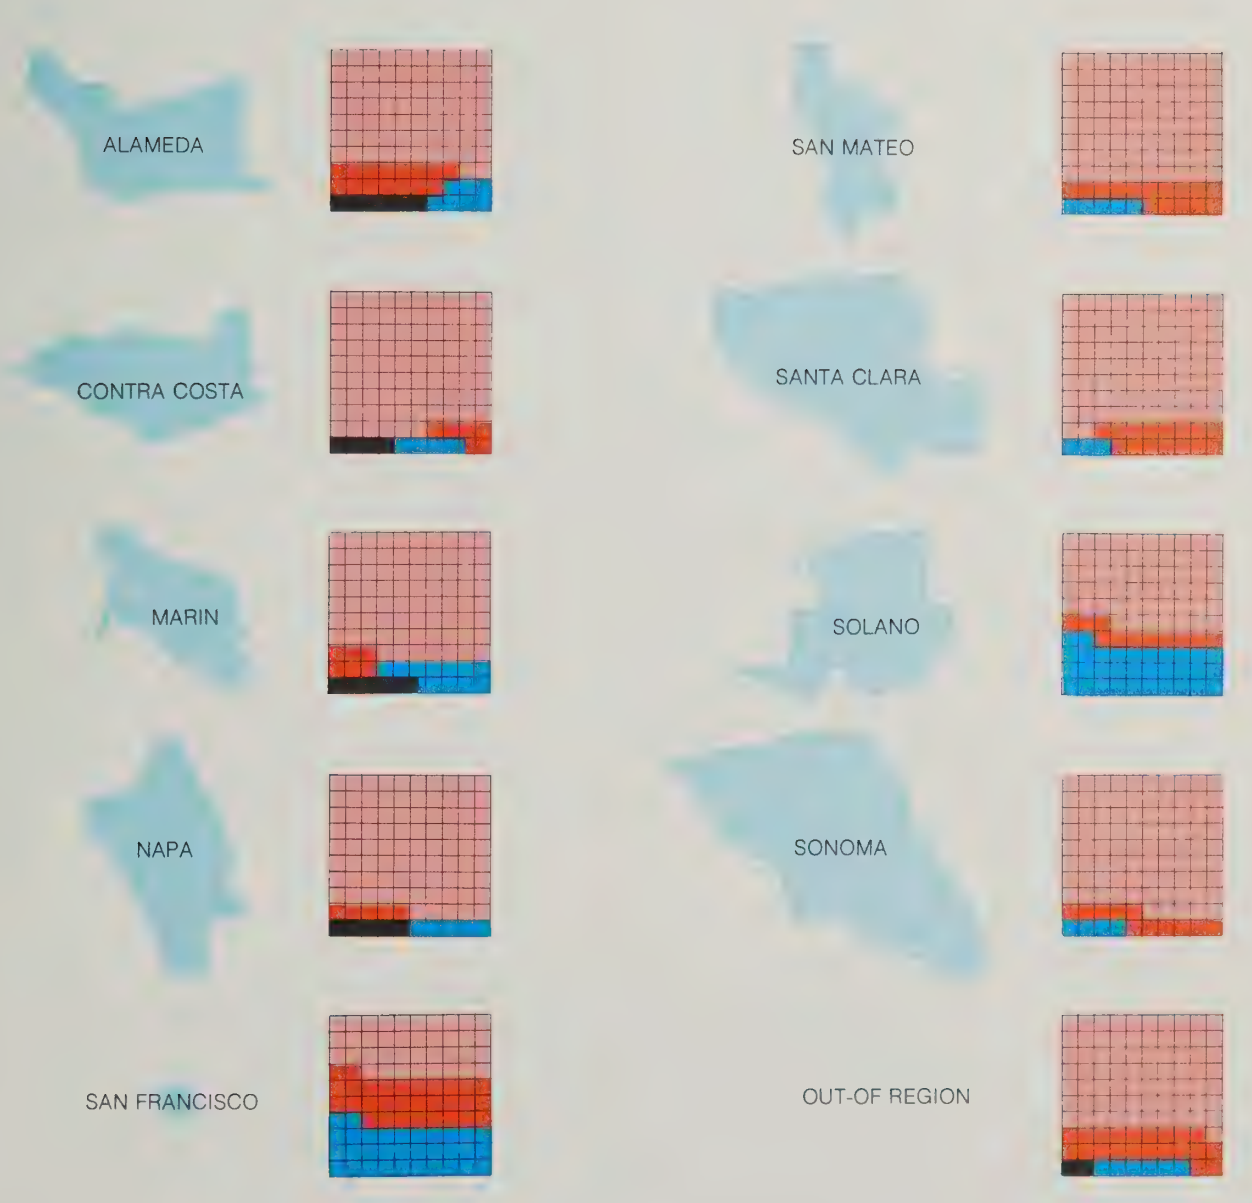 ALAMEDA
CONTRA COSTA
MARIN
NAPA
SAN FRANCISCO
SAN MATEO
SANTA CLARA
SOLANO
SONOMA
OUT-OF REGION